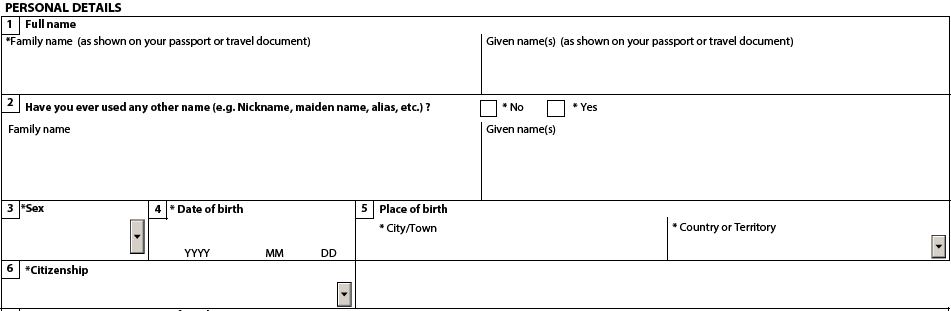 PERSONAL DETAILS
1 Full name
*Family name (as shown on your passport or travel document) Given name(s) (as shown on your passport or travel document)
2 Have you ever used any other name (e.g. Nickname, maiden name, alias, etc.) ? * No * Yes
Family name Given name(s)
3 *Sex 4 * Date of birth 5 Place of birth
* City/Town * Country or Territory
YYYY MM DD
6 *Citizenship